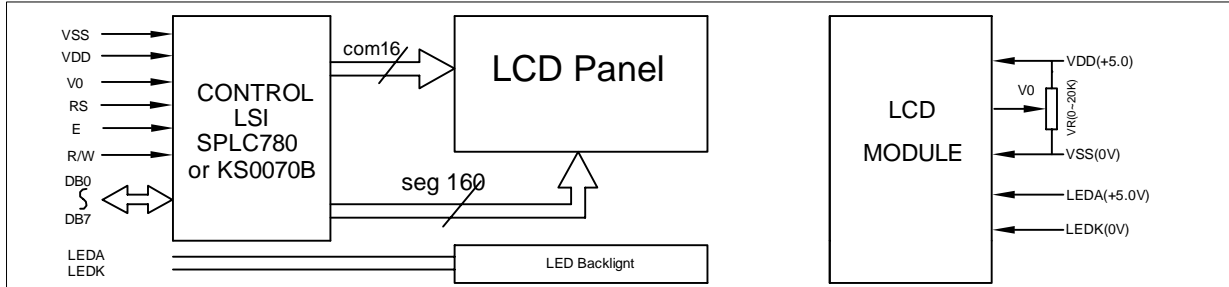 VSS
VDD
V0
RS
E
R/W
DB0
DB7
LEDA
LEDK
CONTROL
LSI
SPLC780
or KS0070B
com16
seg 160
LCD Panel
LED Backlignt
LCD
MODULE
VDD(+5.0)
V0
VR(0~20K)
VSS(0V)
LEDA(+5.0V)
LEDK(0V)